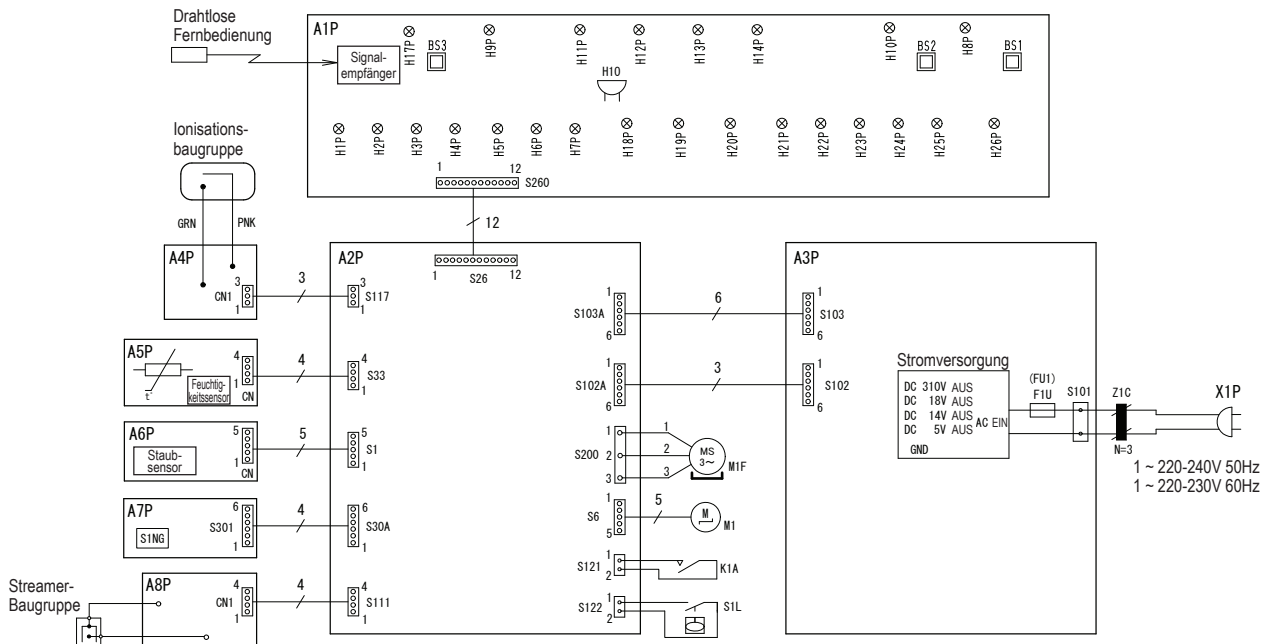 Drahtlose
Fernbedienung
A1P
Signal-
empfänger
H17P
BS3
H9P
H11P
H12P
H13P
H14P
H10P
BS2
H8P
BS1
H10
H1P
H2P
H3P
H4P
H5P
H6P
H7P
H18P
H19P
H20P
H21P
H22P
H23P
H24P
H25P
H26P
1
12
S260
12
Ionisations-
baugruppe
GRN
PNK
A4P
3
CN1
1
3
A2P
1
S26
12
3
S117
1
A5P
t°
Feuchtig-
keitssensor
4
1
CN
4
4
S33
1
A6P
Staub-
sensor
5
1
CN
5
5
S1
1
A7P
S1NG
6
S301
1
4
6
S30A
1
Streamer-
Baugruppe
A8P
4
CN1
1
4
4
S111
1
S103A
1
6
6
S102A
1
6
3
S200
1
2
3
1
2
3
MS
3~
M1F
S6
1
5
5
M
M1
S121
1
2
K1A
S122
1
2
S1L
A3P
1
S103
6
1
S102
6
Stromversorgung
DC 310V AUS
DC 18V AUS
DC 14V AUS
DC 5V AUS
AC EIN
GND
(FU1)
F1U
S101
Z1C
N=3
X1P
1 ~ 220-240V 50Hz
1 ~ 220-230V 60Hz